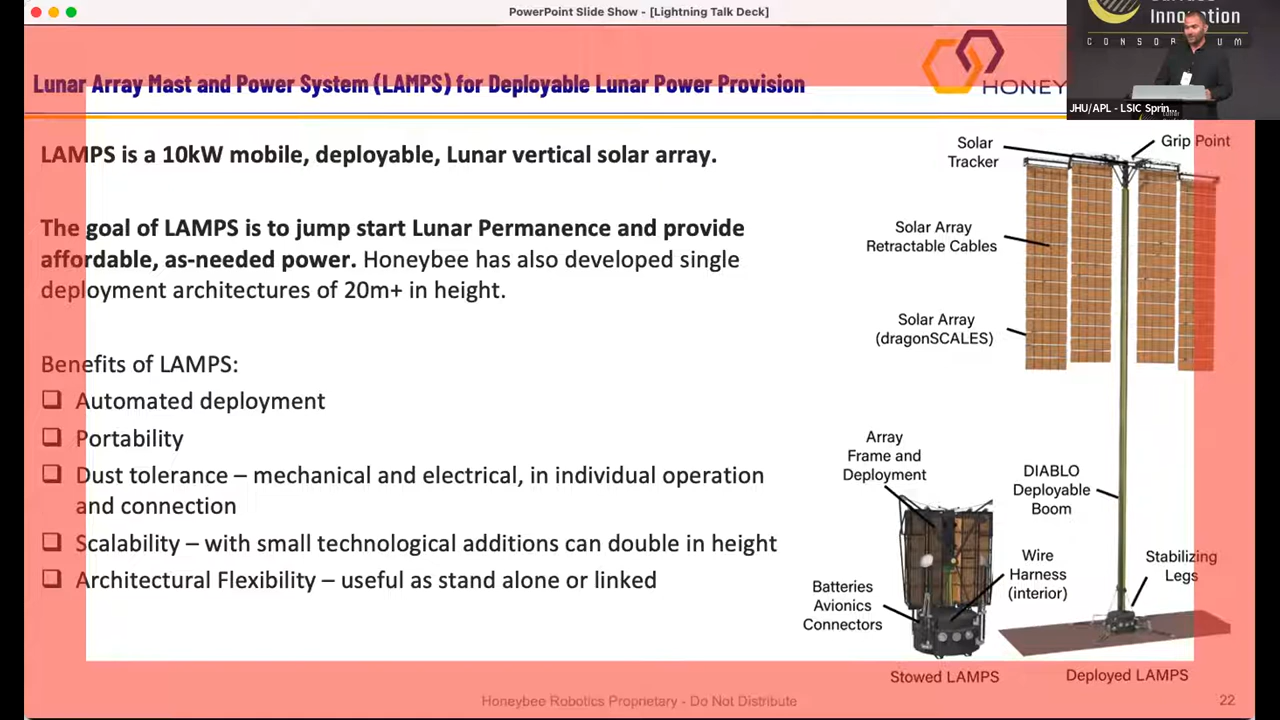 PowerPoint Slide Show - [Lightning Talk Deck]
Innovation
CONSORTIUM
JHU/APL - LSIC Sprin...
Lunar Array Mast and Power System (LAMPS) for Deployable Lunar Power Provision
HONEY
LAMPS is a 10kW mobile, deployable, Lunar vertical solar array.
The goal of LAMPS is to jump start Lunar Permanence and provide
affordable, as-needed power. Honeybee has also developed single
deployment architectures of 20m+ in height.
Benefits of LAMPS:
❑ Automated deployment
❑ Portability
❑ Dust tolerance – mechanical and electrical, in individual operation
and connection
❑ Scalability – with small technological additions can double in height
❑ Architectural Flexibility – useful as stand alone or linked
Solar
Tracker
Grip Point
Solar Array
Retractable Cables
Solar Array
(dragonSCALES)
Array
Frame and
Deployment
DIABLO
Deployable
Boom
Wire
Harness
(interior)
Stabilizing
Legs
Batteries
Avionics
Connectors
Stowed LAMPS
Deployed LAMPS
Honeybee Robotics Proprietary - Do Not Distribute
22